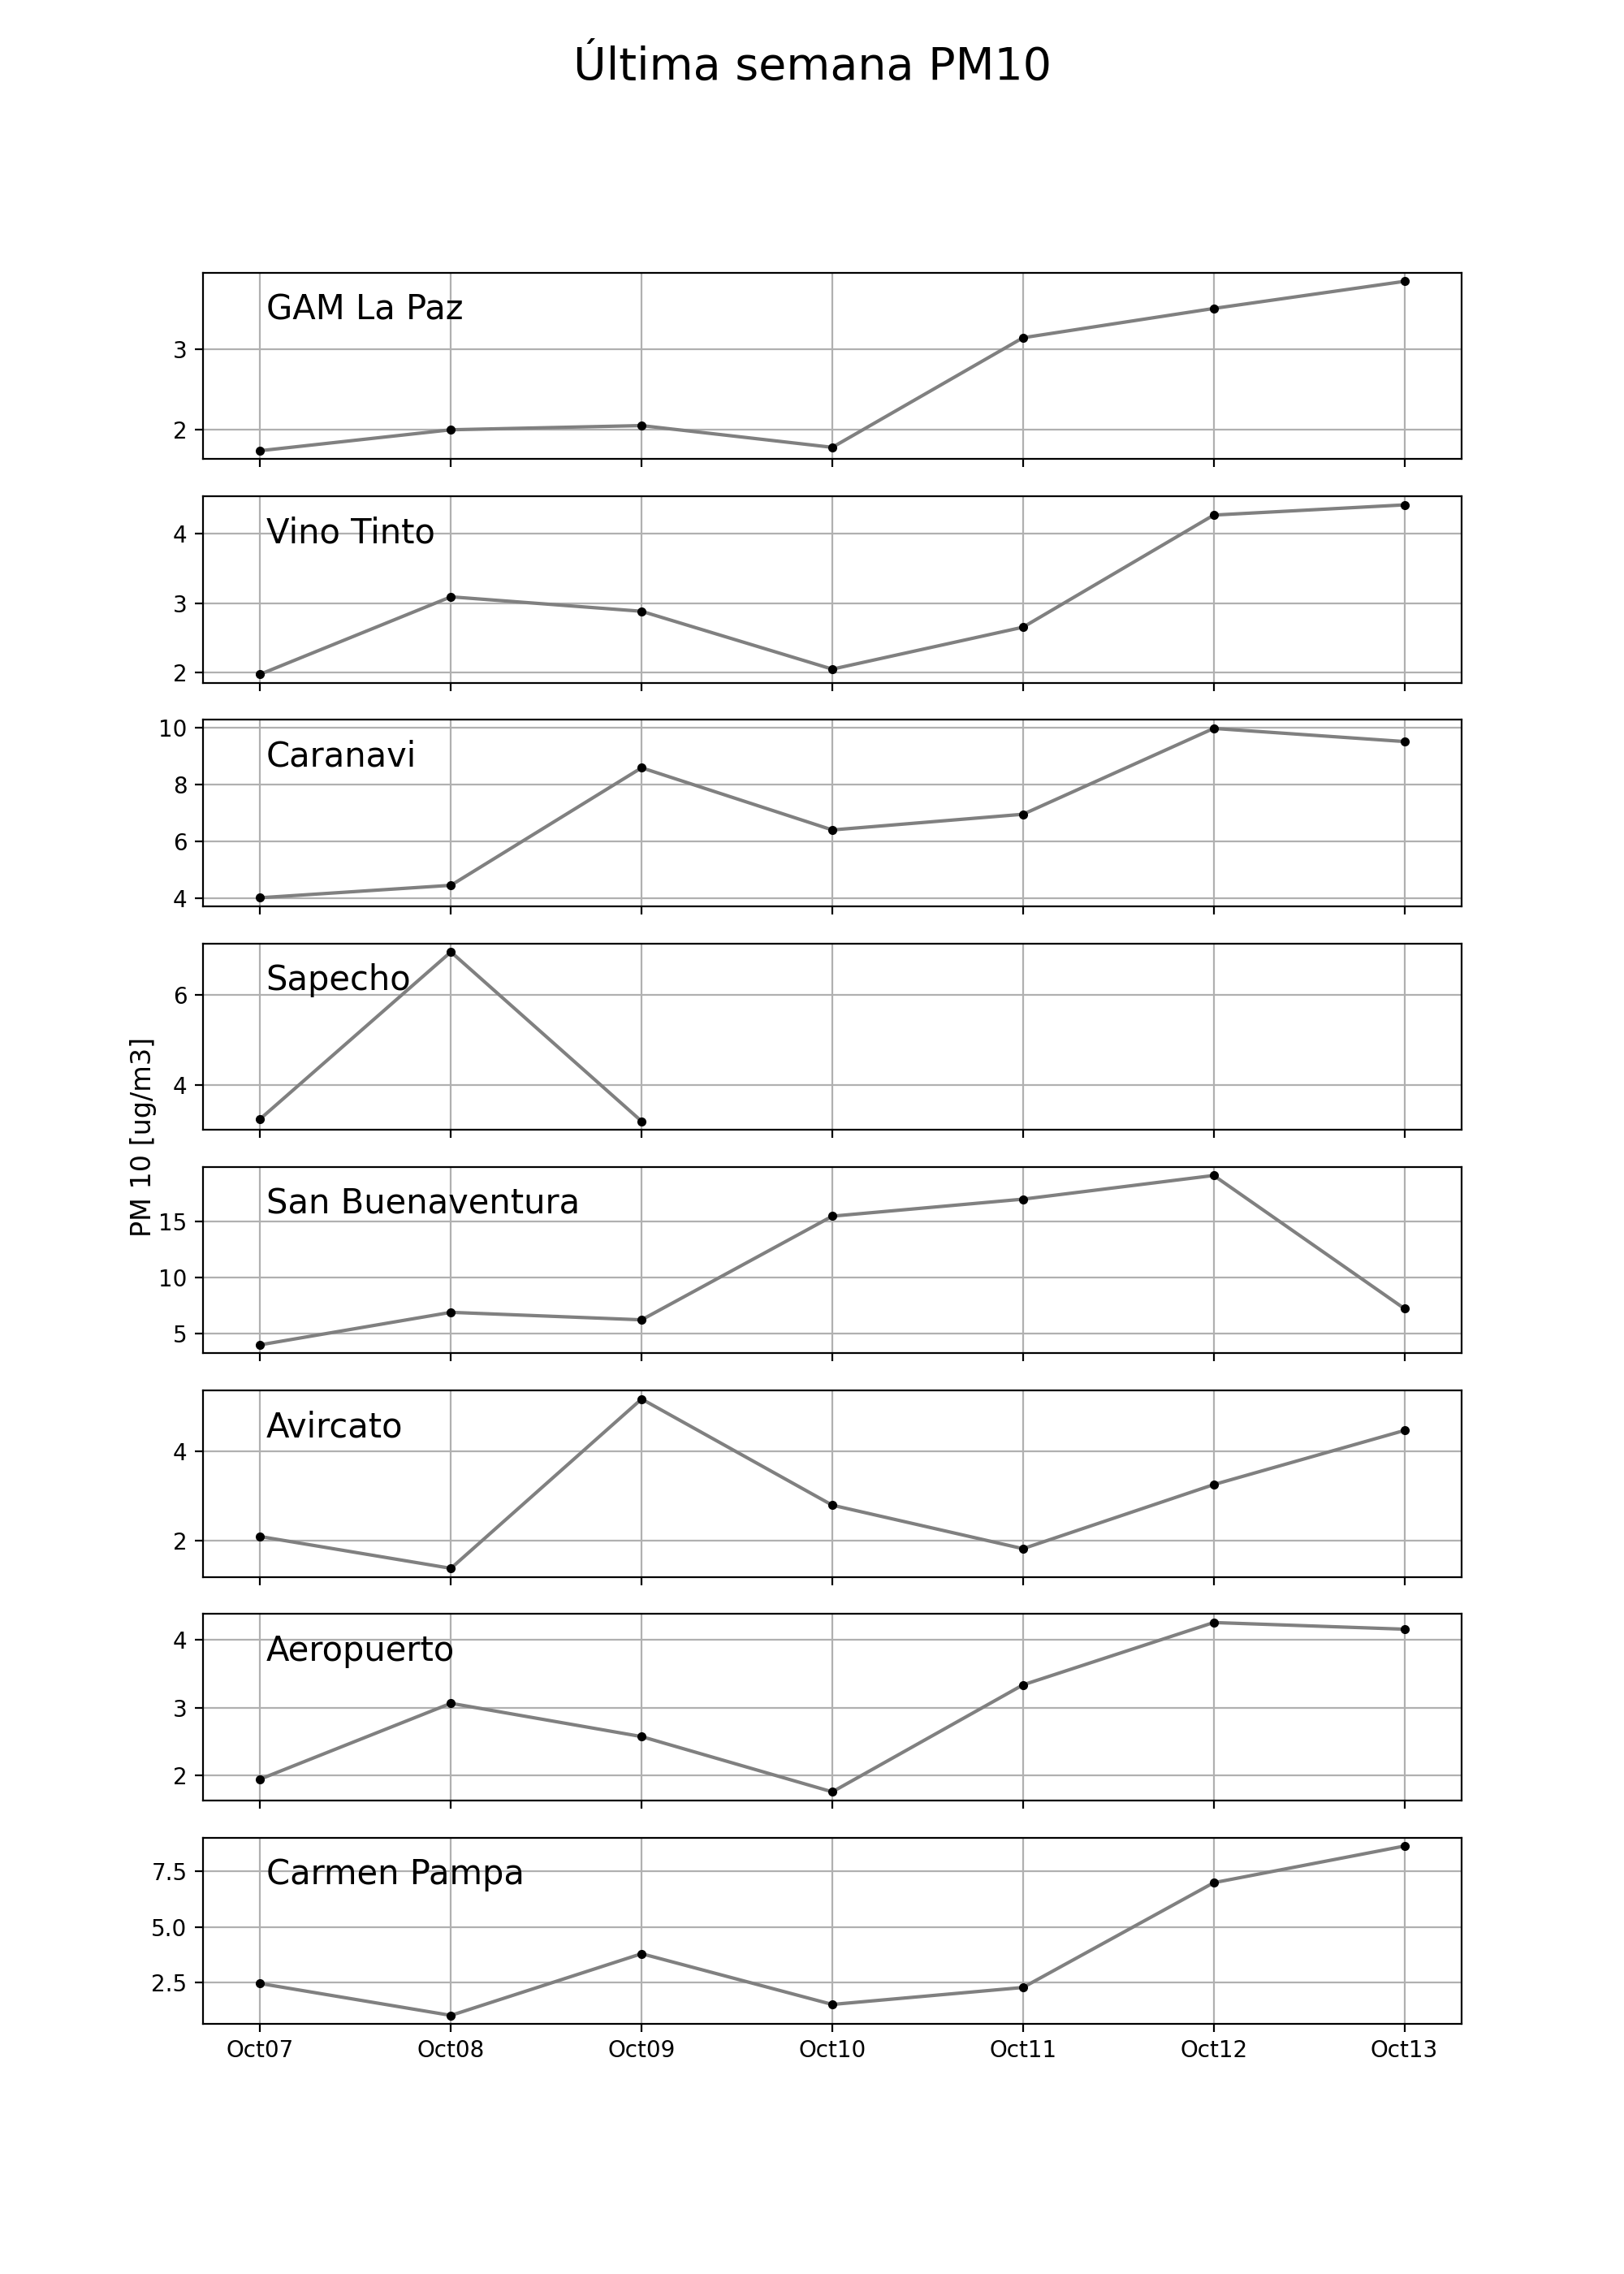 Última semana PM10
GAM La Paz
3
2
Vino Tinto
4
3
2
Caranavi
10
8
6
4
Sapecho
6
4
PM 10 [ug/m3]
San Buenaventura
15
10
5
Avircato
4
2
Aeropuerto
4
3
2
Carmen Pampa
7.5
5.0
2.5
Oct07 Oct08 Oct09 Oct10 Oct11 Oct12 Oct13